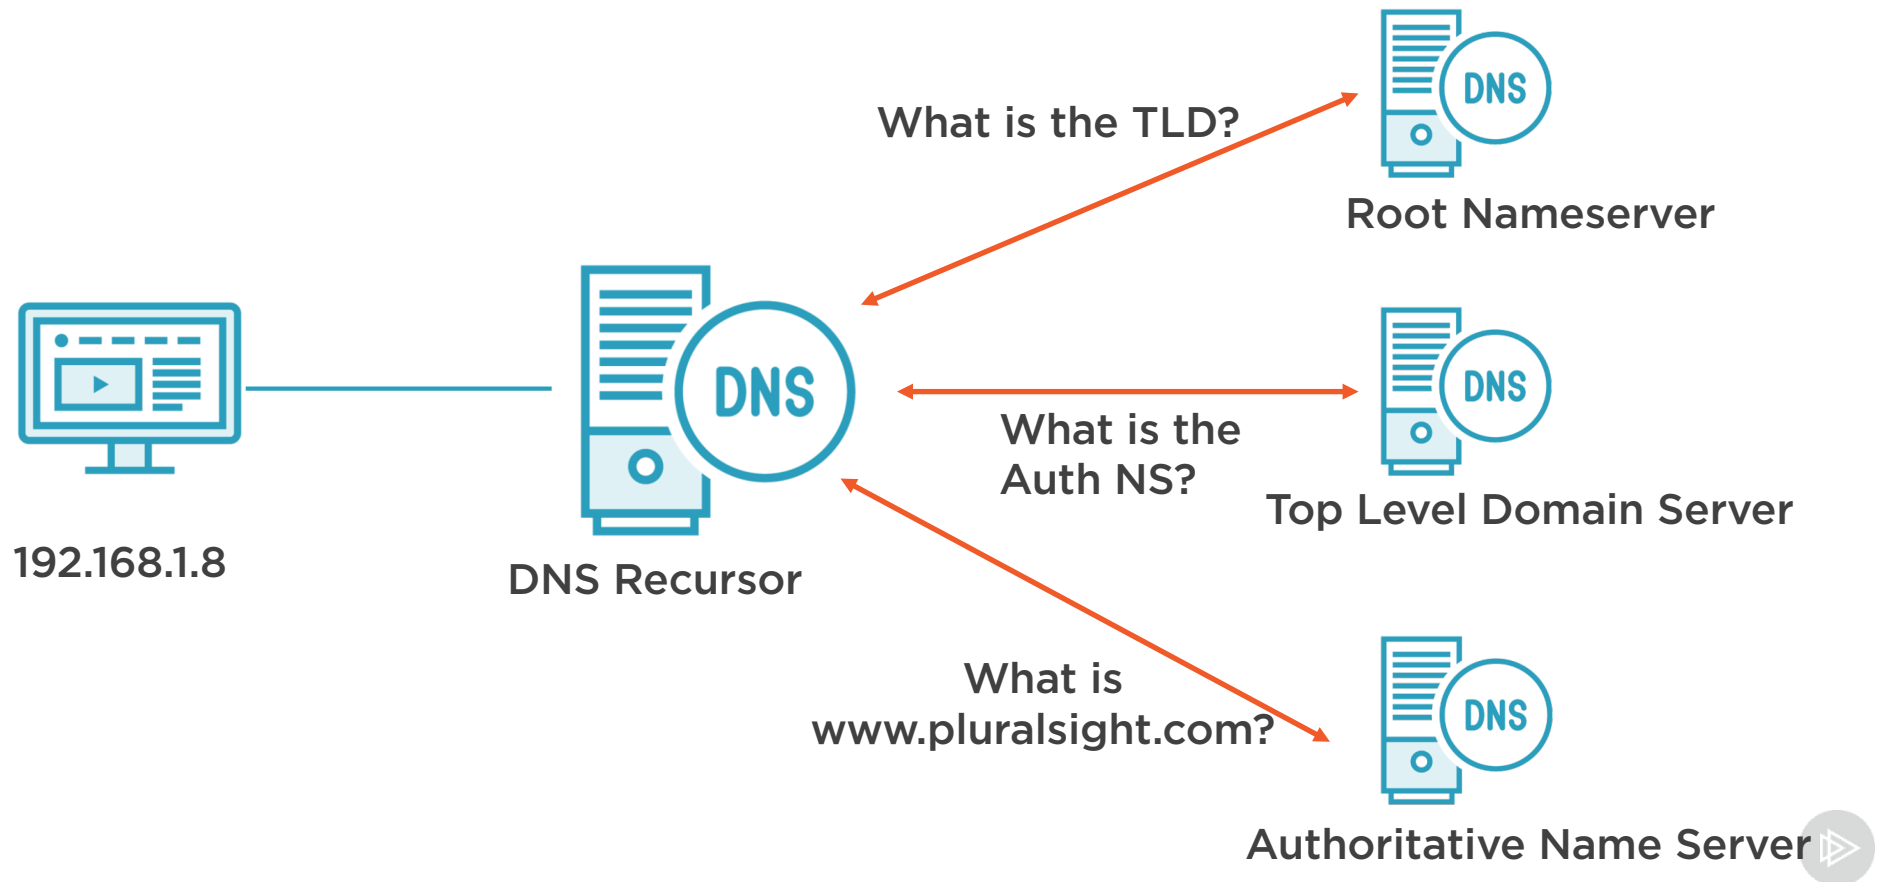 DNS
What is the TLD?
Root Nameserver
DNS
192.168.1.8
DNS Recursor
What is the
Auth NS?
DNS
Top Level Domain Server
What is
www.pluralsight.com?
DNS
Authoritative Name Server